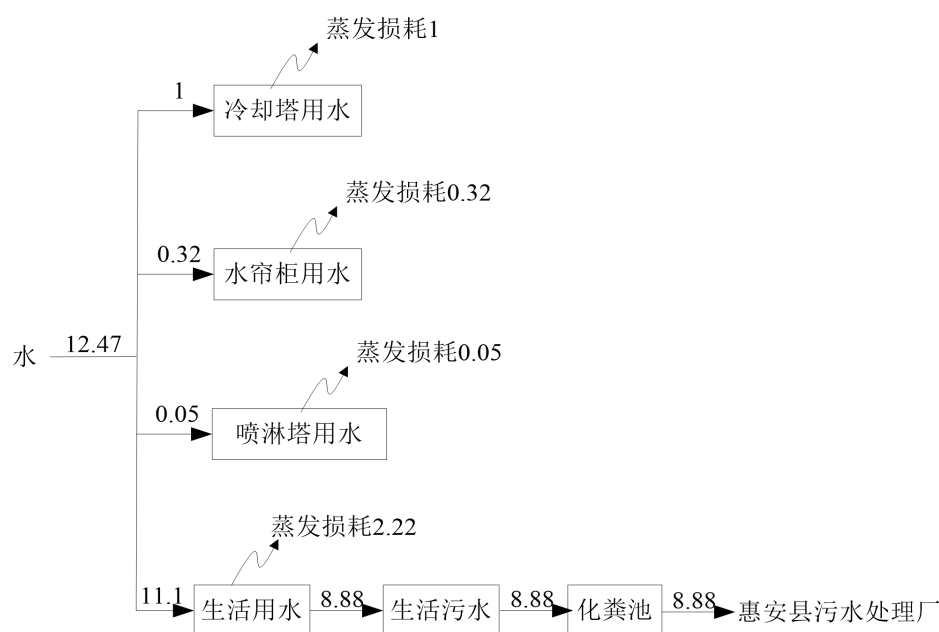 蒸发损耗1
1
冷却塔用水
蒸发损耗0.32
0.32
水帘柜用水
水
12.47
蒸发损耗0.05
0.05
喷淋塔用水
蒸发损耗2.22
11.1
生活用水
8.88
生活污水
8.88
化粪池
8.88
惠安县污水处理厂